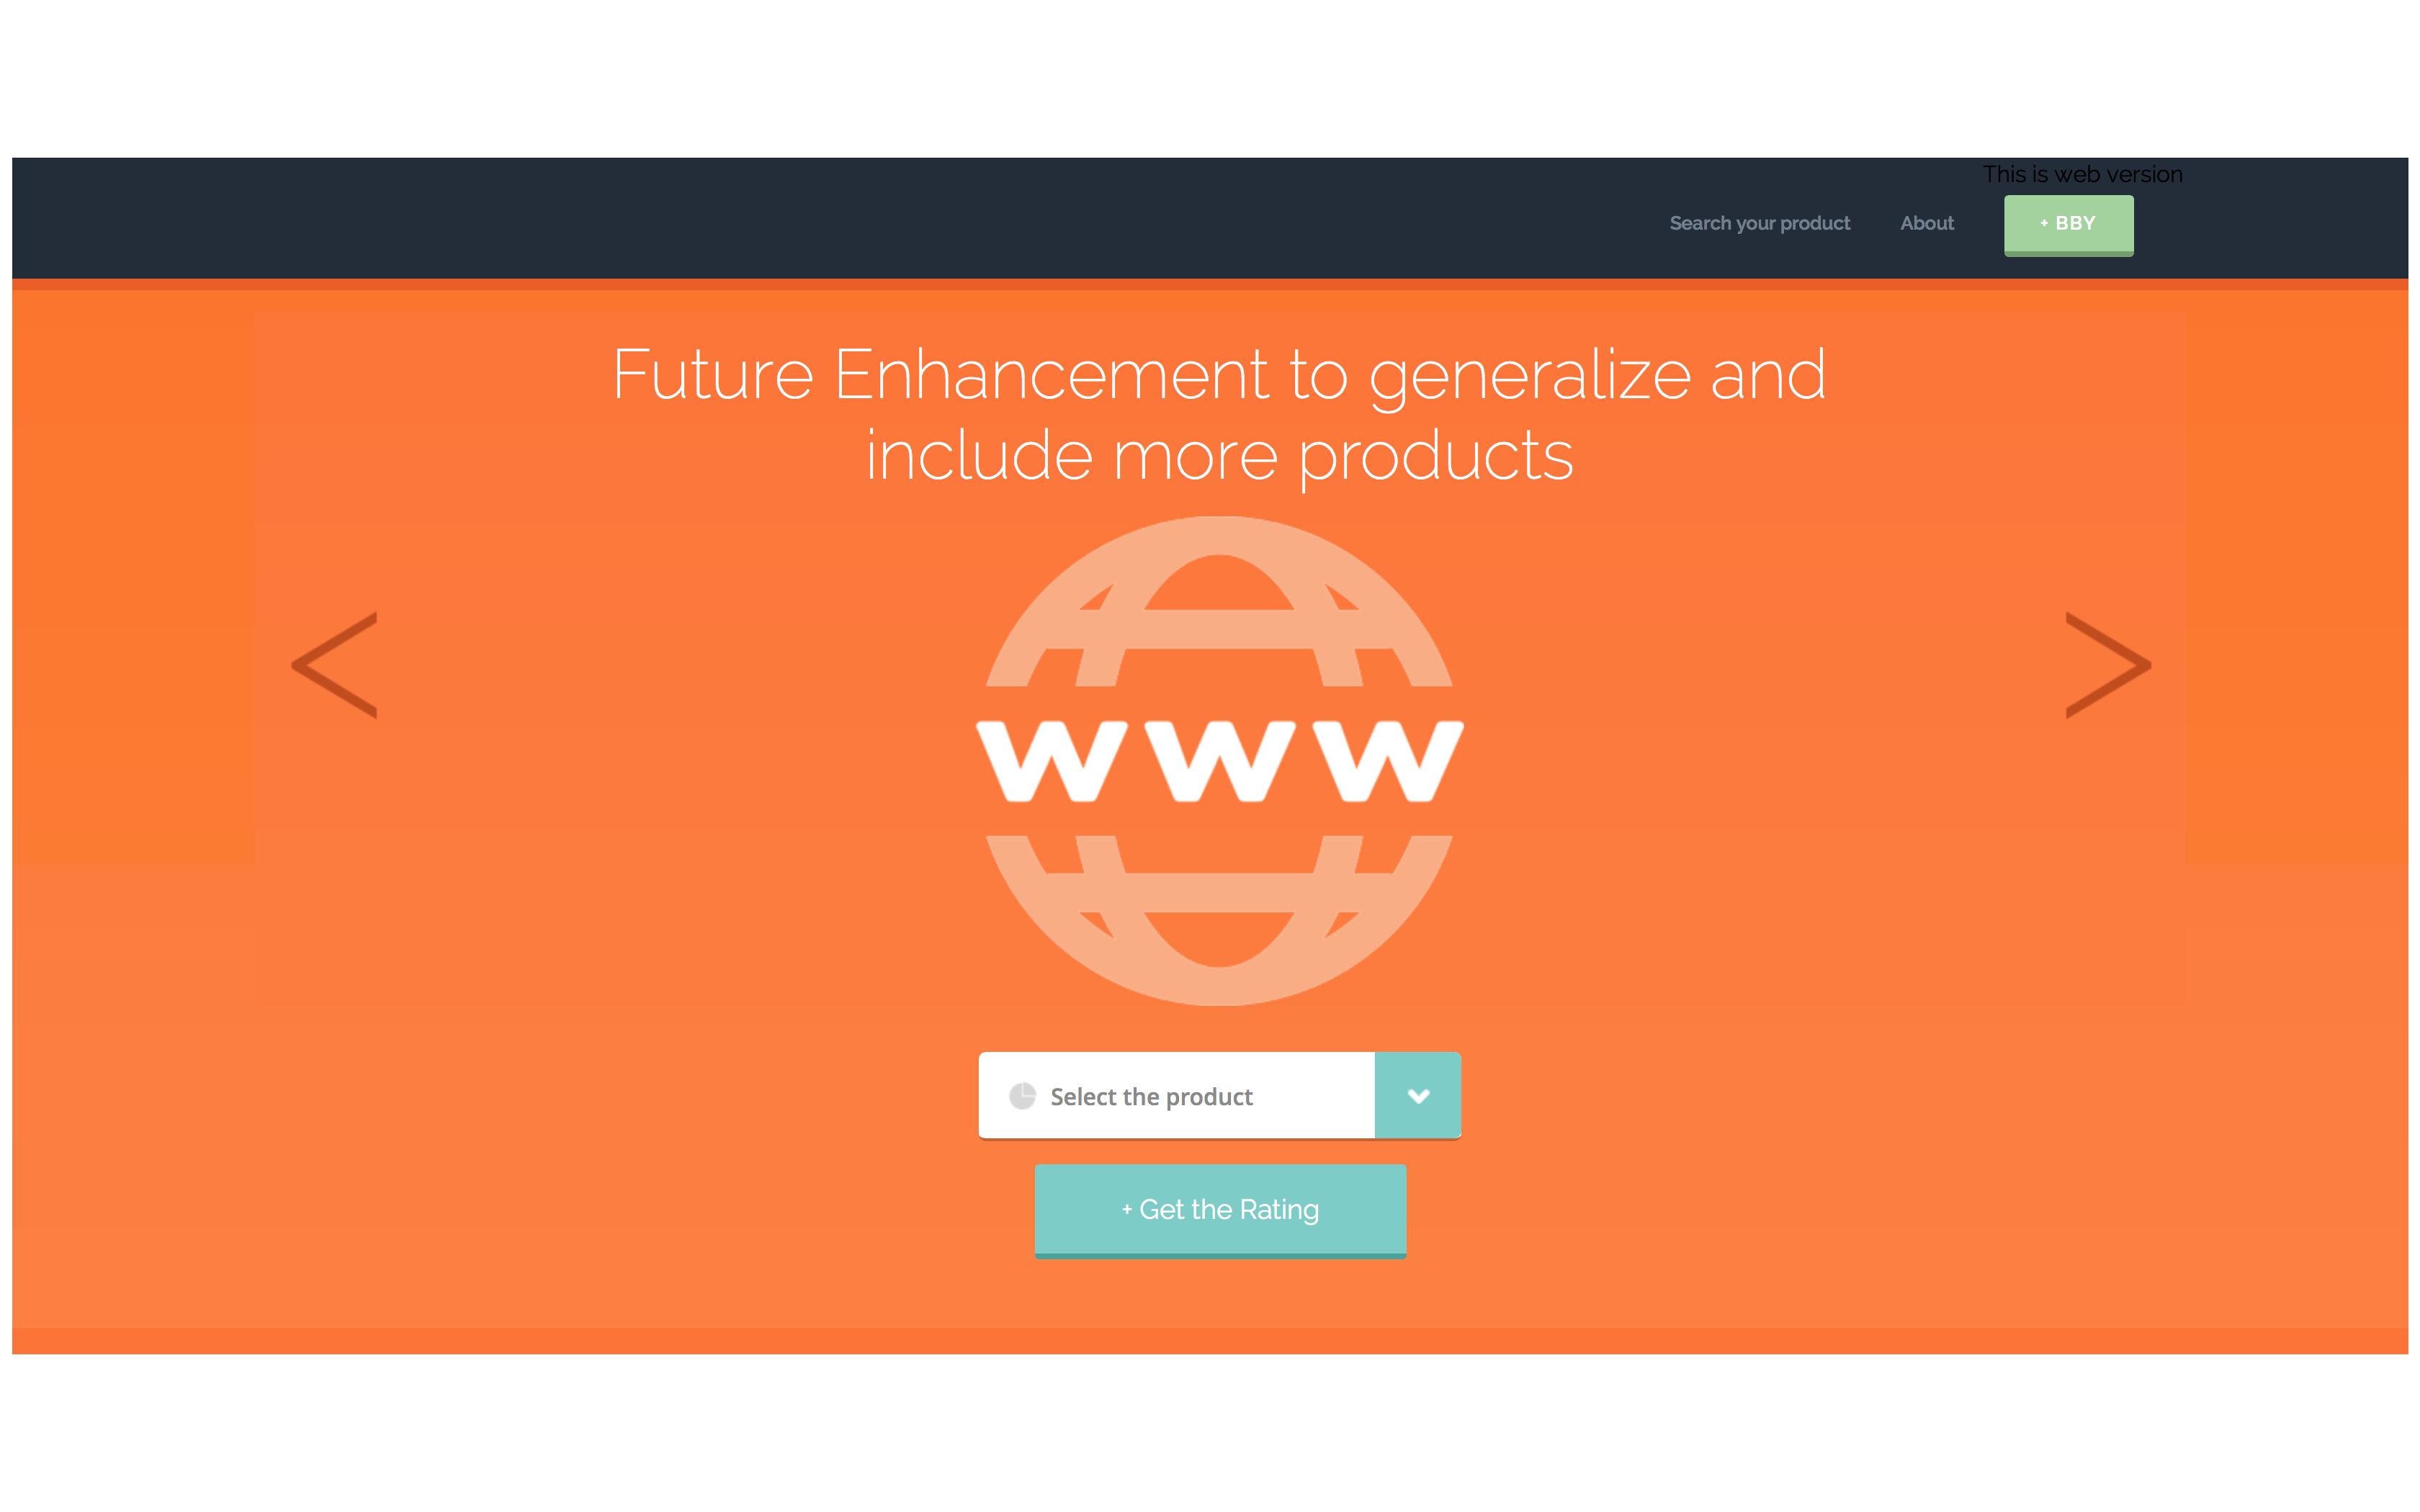 This is web version
Search your product
About
+ BBY
Future Enhancement to generalize and
include more products
<
>
www
Select the product
+ Get the Rating